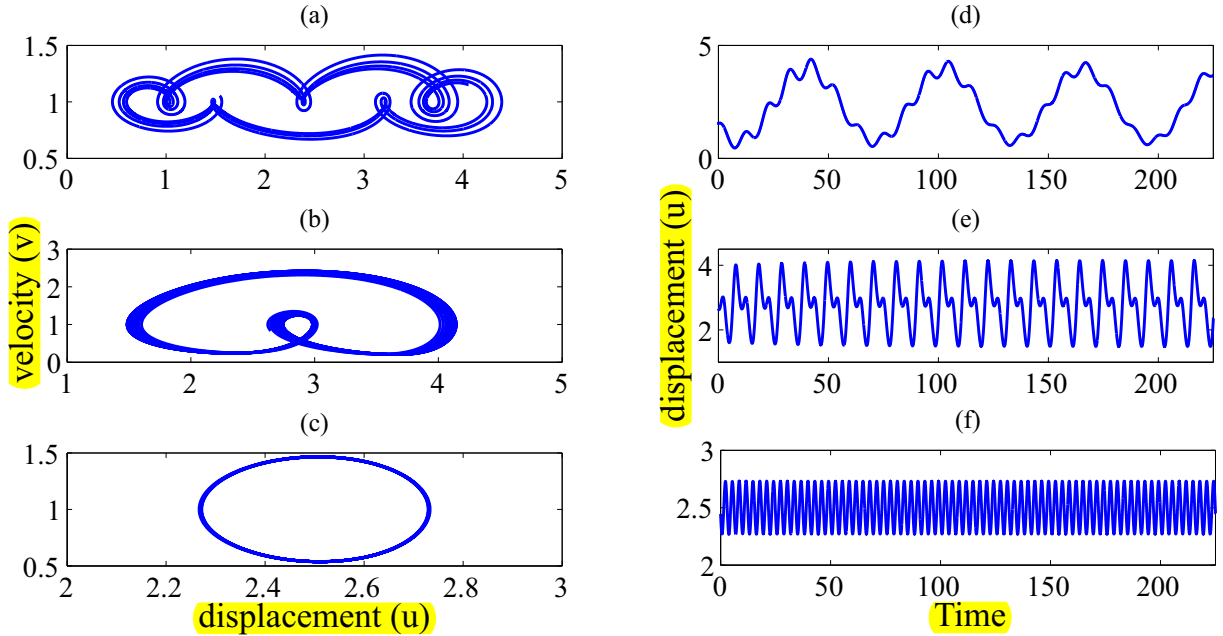 (a)
1.5
1
0.5
0 1 2 3 4 5
(b)
3
2
1
0
1 2 3 4 5
(c)
1.5
1
0.5
2 2.2 2.4 2.6 2.8 3
velocity (v)
displacement (u)
(d)
5
0
0 50 100 150 200
(e)
4
2
0 50 100 150 200
(f)
3
2.5
2
0 50 100 150 200
displacement (u)
Time